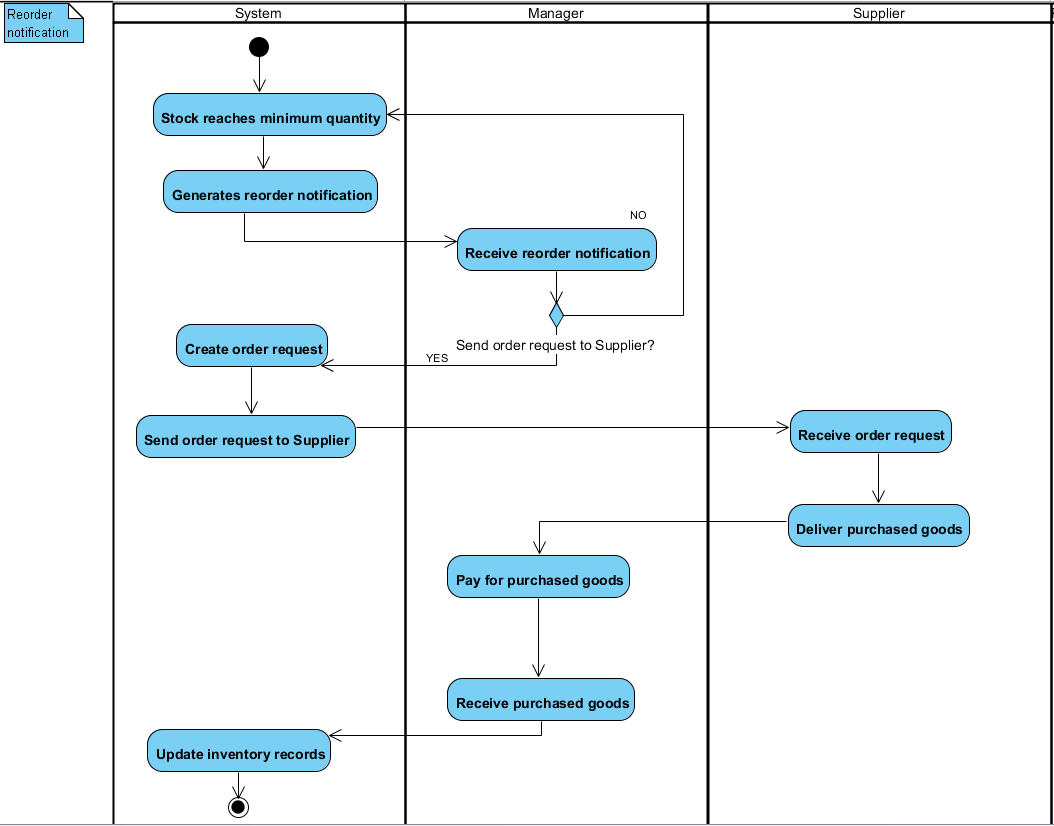 Reorder
notification
System
Manager
Supplier
Stock reaches minimum quantity
Generates reorder notification
NO
Receive reorder notification
Send order request to Supplier?
Create order request
YES
Send order request to Supplier
Receive order request
Deliver purchased goods
Pay for purchased goods
Receive purchased goods
Update inventory records